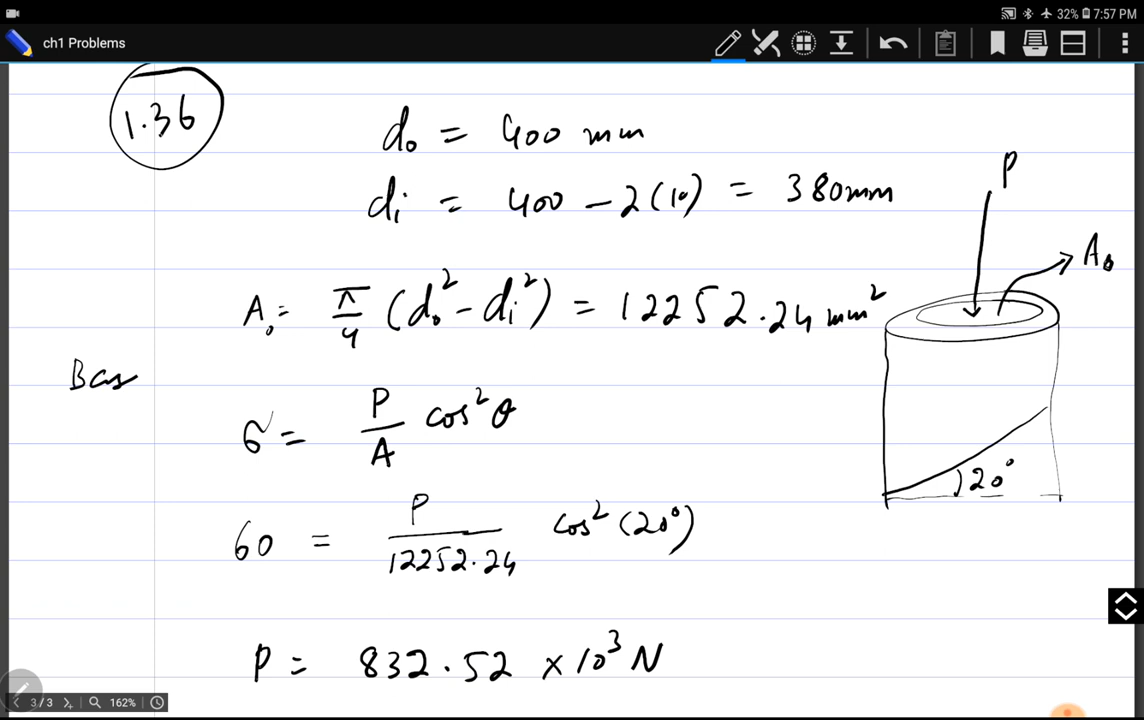 32% 7:57 PM
ch1 Problems
1.36
d₀ = 400 mm
dᵢ = 400 − 2(10) = 380mm
P
A₀
A₀ = π/4 (d₀² − dᵢ²) = 12252.24 mm²
Bas
σ = P/A cos²θ
20°
60 = P/12252.24 cos²(20°)
P = 832.52 × 10³ N
3/3 162%